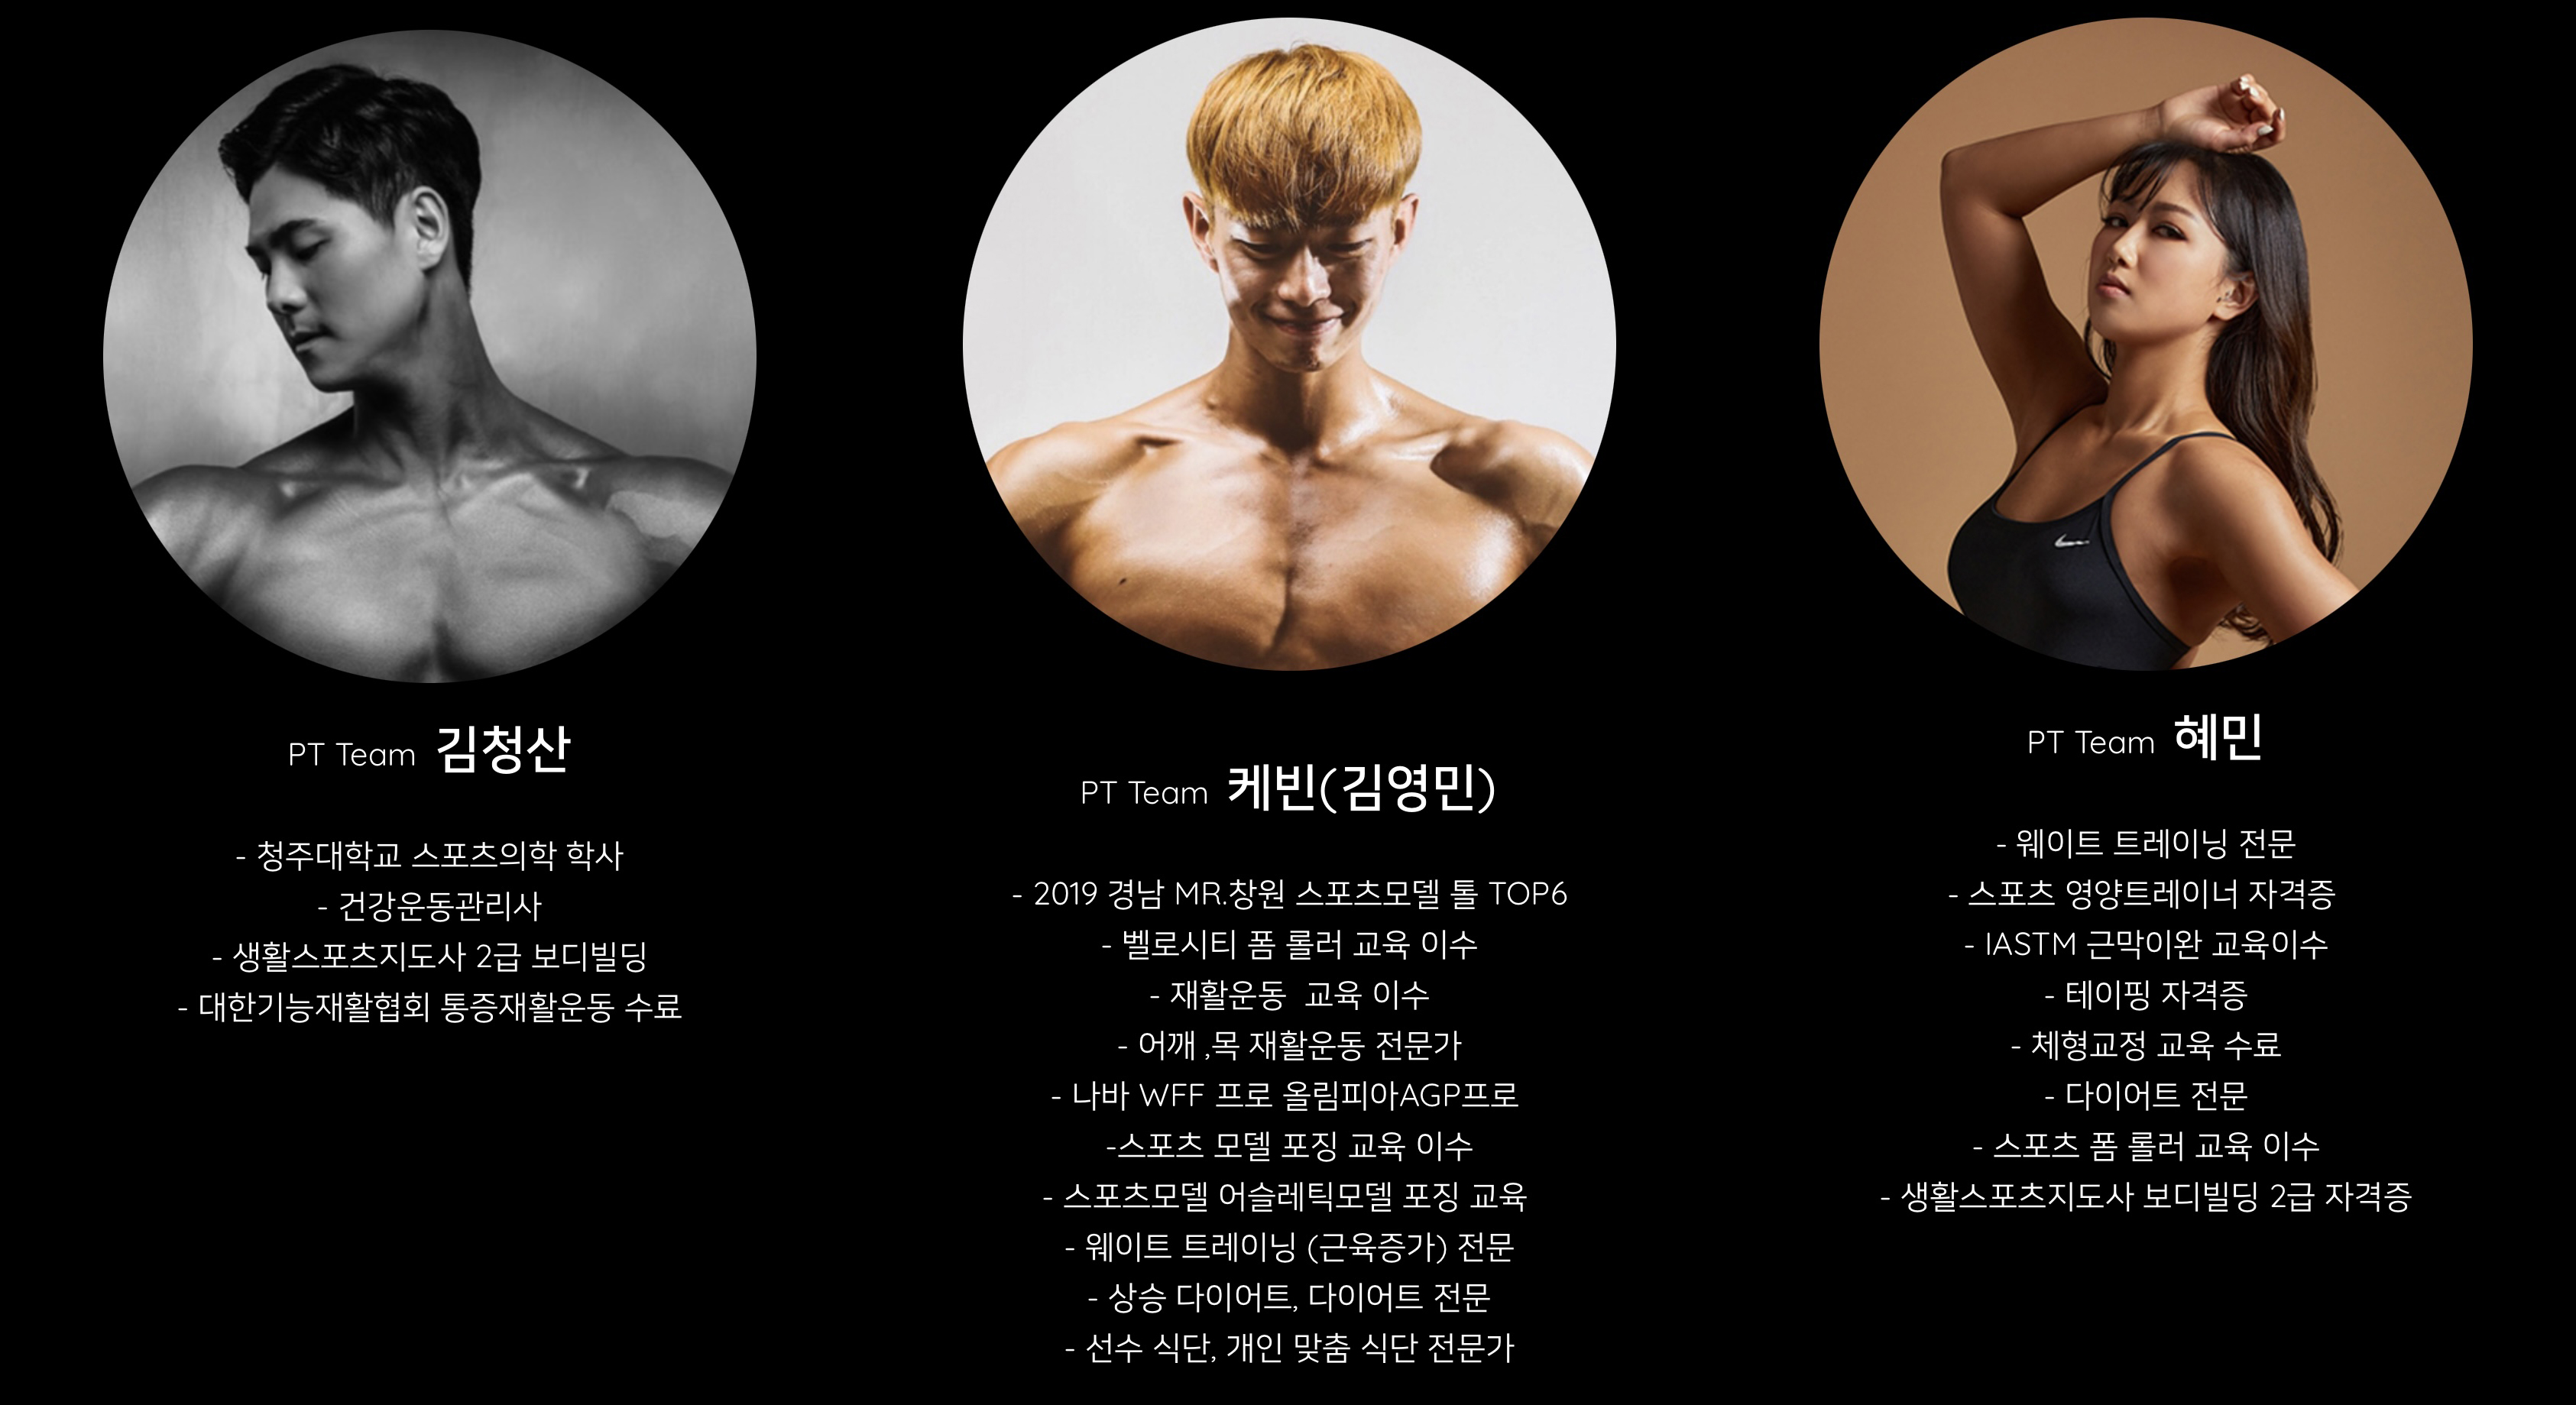 PT Team 김청산
- 청주대학교 스포츠의학 학사
- 건강운동관리사
- 생활스포츠지도사 2급 보디빌딩
- 대한기능재활협회 통증재활운동 수료
PT Team 케빈(김영민)
- 2019 경남 MR.창원 스포츠모델 톨 TOP6
- 벨로시티 폼 롤러 교육 이수
- 재활운동  교육 이수
- 어깨 ,목 재활운동 전문가
- 나바 WFF 프로 올림피아AGP프로
-스포츠 모델 포징 교육 이수
- 스포츠모델 어슬레틱모델 포징 교육
- 웨이트 트레이닝 (근육증가) 전문
- 상승 다이어트, 다이어트 전문
- 선수 식단, 개인 맞춤 식단 전문가
PT Team 혜민
- 웨이트 트레이닝 전문
- 스포츠 영양트레이너 자격증
- IASTM 근막이완 교육이수
- 테이핑 자격증
- 체형교정 교육 수료
- 다이어트 전문
- 스포츠 폼 롤러 교육 이수
- 생활스포츠지도사 보디빌딩 2급 자격증